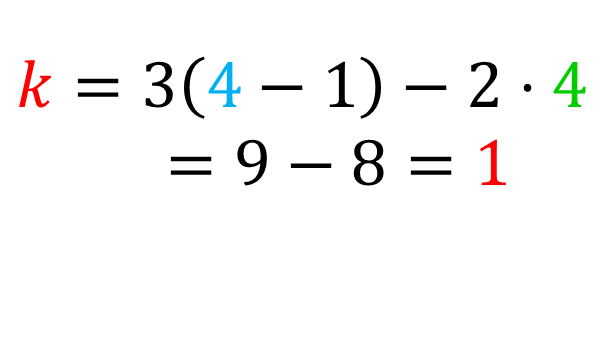 k = 3(4 − 1) − 2 · 4
= 9 − 8 = 1